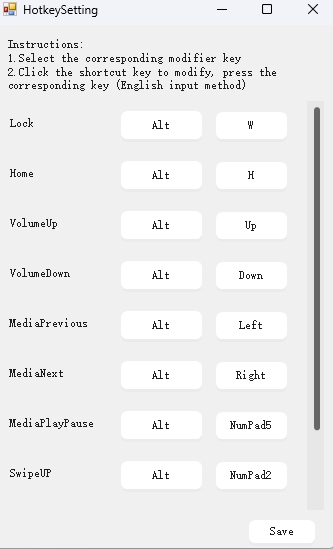 HotkeySetting
Instructions:
1.Select the corresponding modifier key
2.Click the shortcut key to modify, press the
corresponding key (English input method)
Lock Alt W
Home Alt H
VolumeUp Alt Up
VolumeDown Alt Down
MediaPrevious Alt Left
MediaNext Alt Right
MediaPlayPause Alt NumPad5
SwipeUP Alt NumPad2
Save